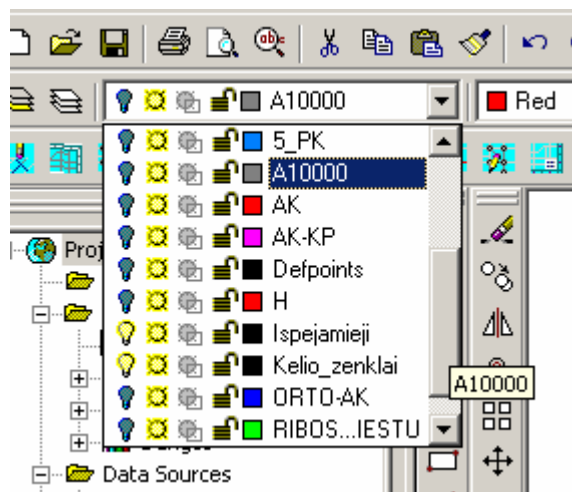 A10000 Red
5_PK
A10000
AK
AK-KP
Proj
Defpoints
H
Ispejamieji
Kelio_zenklai
A10000
ORTO-AK
RIBOS...IESTU
Data Sources